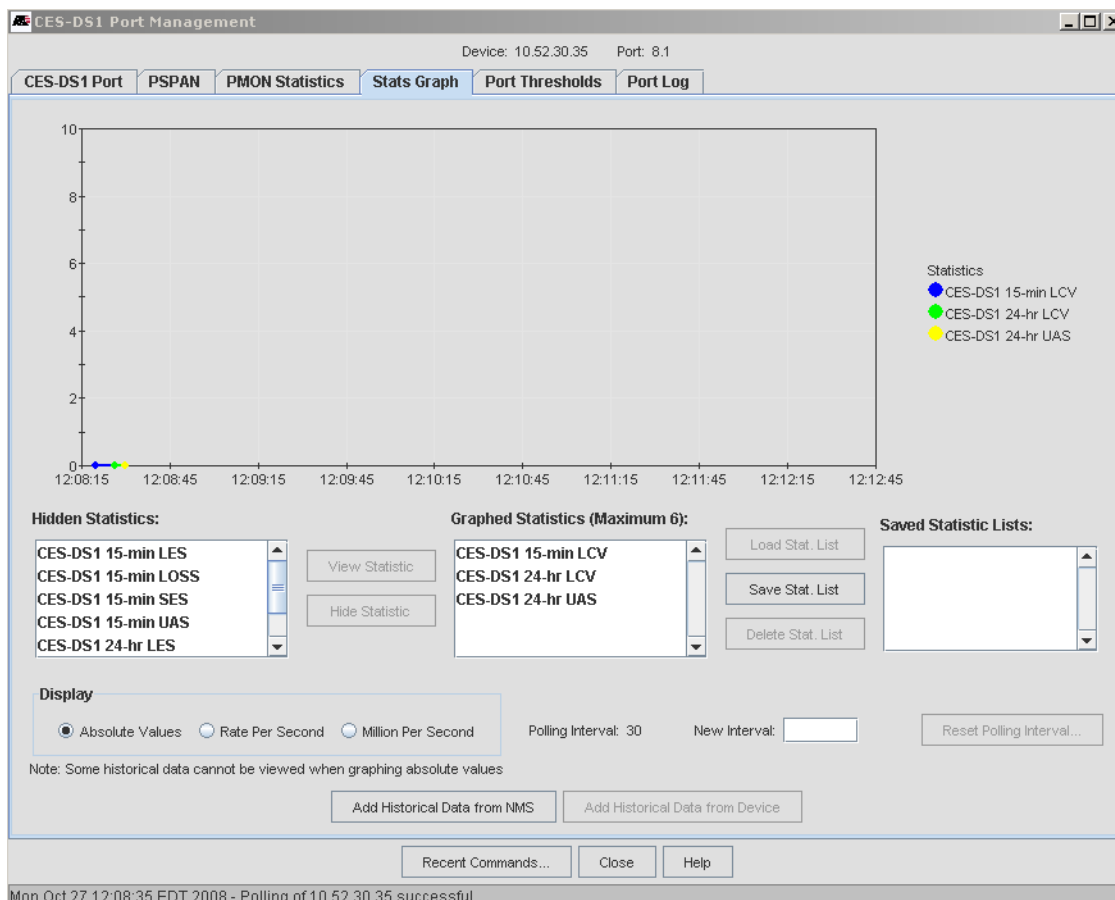 CES-DS1 Port Management
Device: 10.52.30.35 Port: 8.1
CES-DS1 Port PSPAN PMON Statistics Stats Graph Port Thresholds Port Log
10
8
6
4
2
0
12:08:15 12:08:45 12:09:15 12:09:45 12:10:15 12:10:45 12:11:15 12:11:45 12:12:15 12:12:45
Statistics
CES-DS1 15-min LCV
CES-DS1 24-hr LCV
CES-DS1 24-hr UAS
Hidden Statistics:
CES-DS1 15-min LES
CES-DS1 15-min LOSS
CES-DS1 15-min SES
CES-DS1 15-min UAS
CES-DS1 24-hr LES
View Statistic
Hide Statistic
Graphed Statistics (Maximum 6):
CES-DS1 15-min LCV
CES-DS1 24-hr LCV
CES-DS1 24-hr UAS
Load Stat. List
Save Stat. List
Delete Stat. List
Saved Statistic Lists:
Display
Absolute Values Rate Per Second Million Per Second
Polling Interval: 30 New Interval: Reset Polling Interval...
Note: Some historical data cannot be viewed when graphing absolute values
Add Historical Data from NMS Add Historical Data from Device
Recent Commands... Close Help
Mon Oct 27 12:08:35 EDT 2008 - Polling of 10.52.30.35 successful